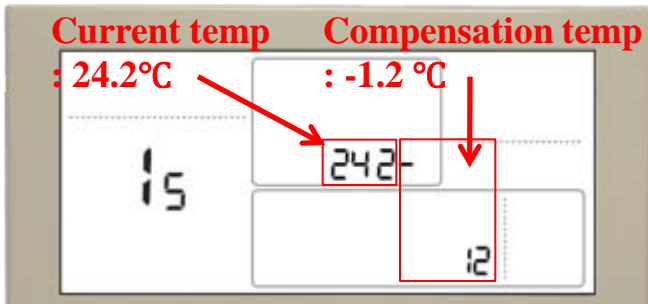 Current temp
: 24.2℃
Compensation temp
: -1.2 ℃
242-
1s
12